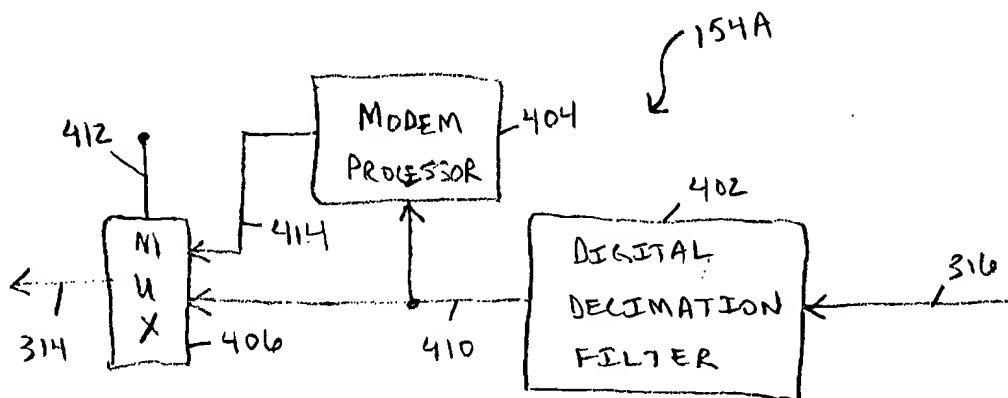 154A
412
MODEM
PROCESSOR
404
402
414
M
U
X
DIGITAL
DECIMATION
FILTER
316
314
406
410